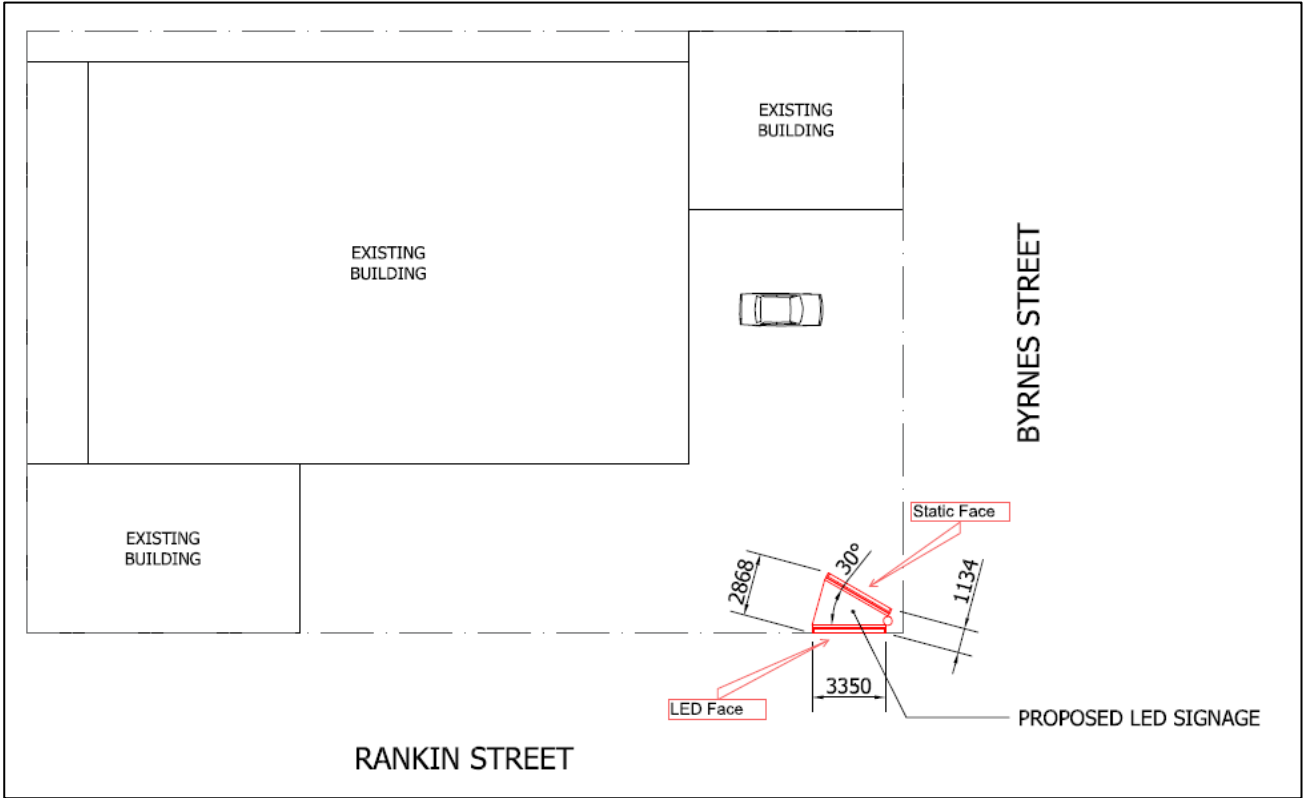 EXISTING
BUILDING
EXISTING
BUILDING
BYRNES STREET
Static Face
EXISTING
BUILDING
30°
2868
1134
3350
LED Face
PROPOSED LED SIGNAGE
RANKIN STREET